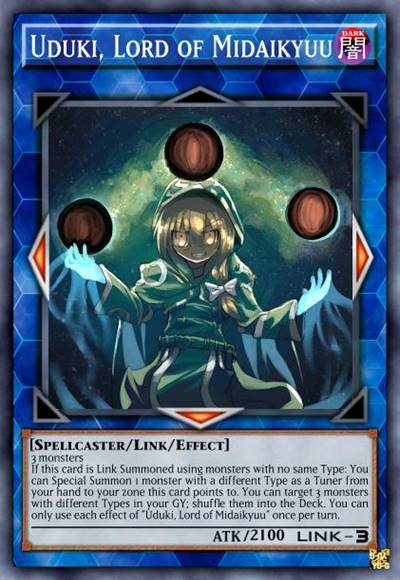 UDUKI, LORD OF MIDAIKYUU
DARK
闇
[SPELLCASTER/LINK/EFFECT]
3 monsters
If this card is Link Summoned using monsters with no same Type: You
can Special Summon 1 monster with a different Type as a Tuner from
your hand to your zone this card points to. You can target 3 monsters
with different Types in your GY; shuffle them into the Deck. You can
only use each effect of "Uduki, Lord of Midaikyuu" once per turn.
ATK/2100 LINK-3